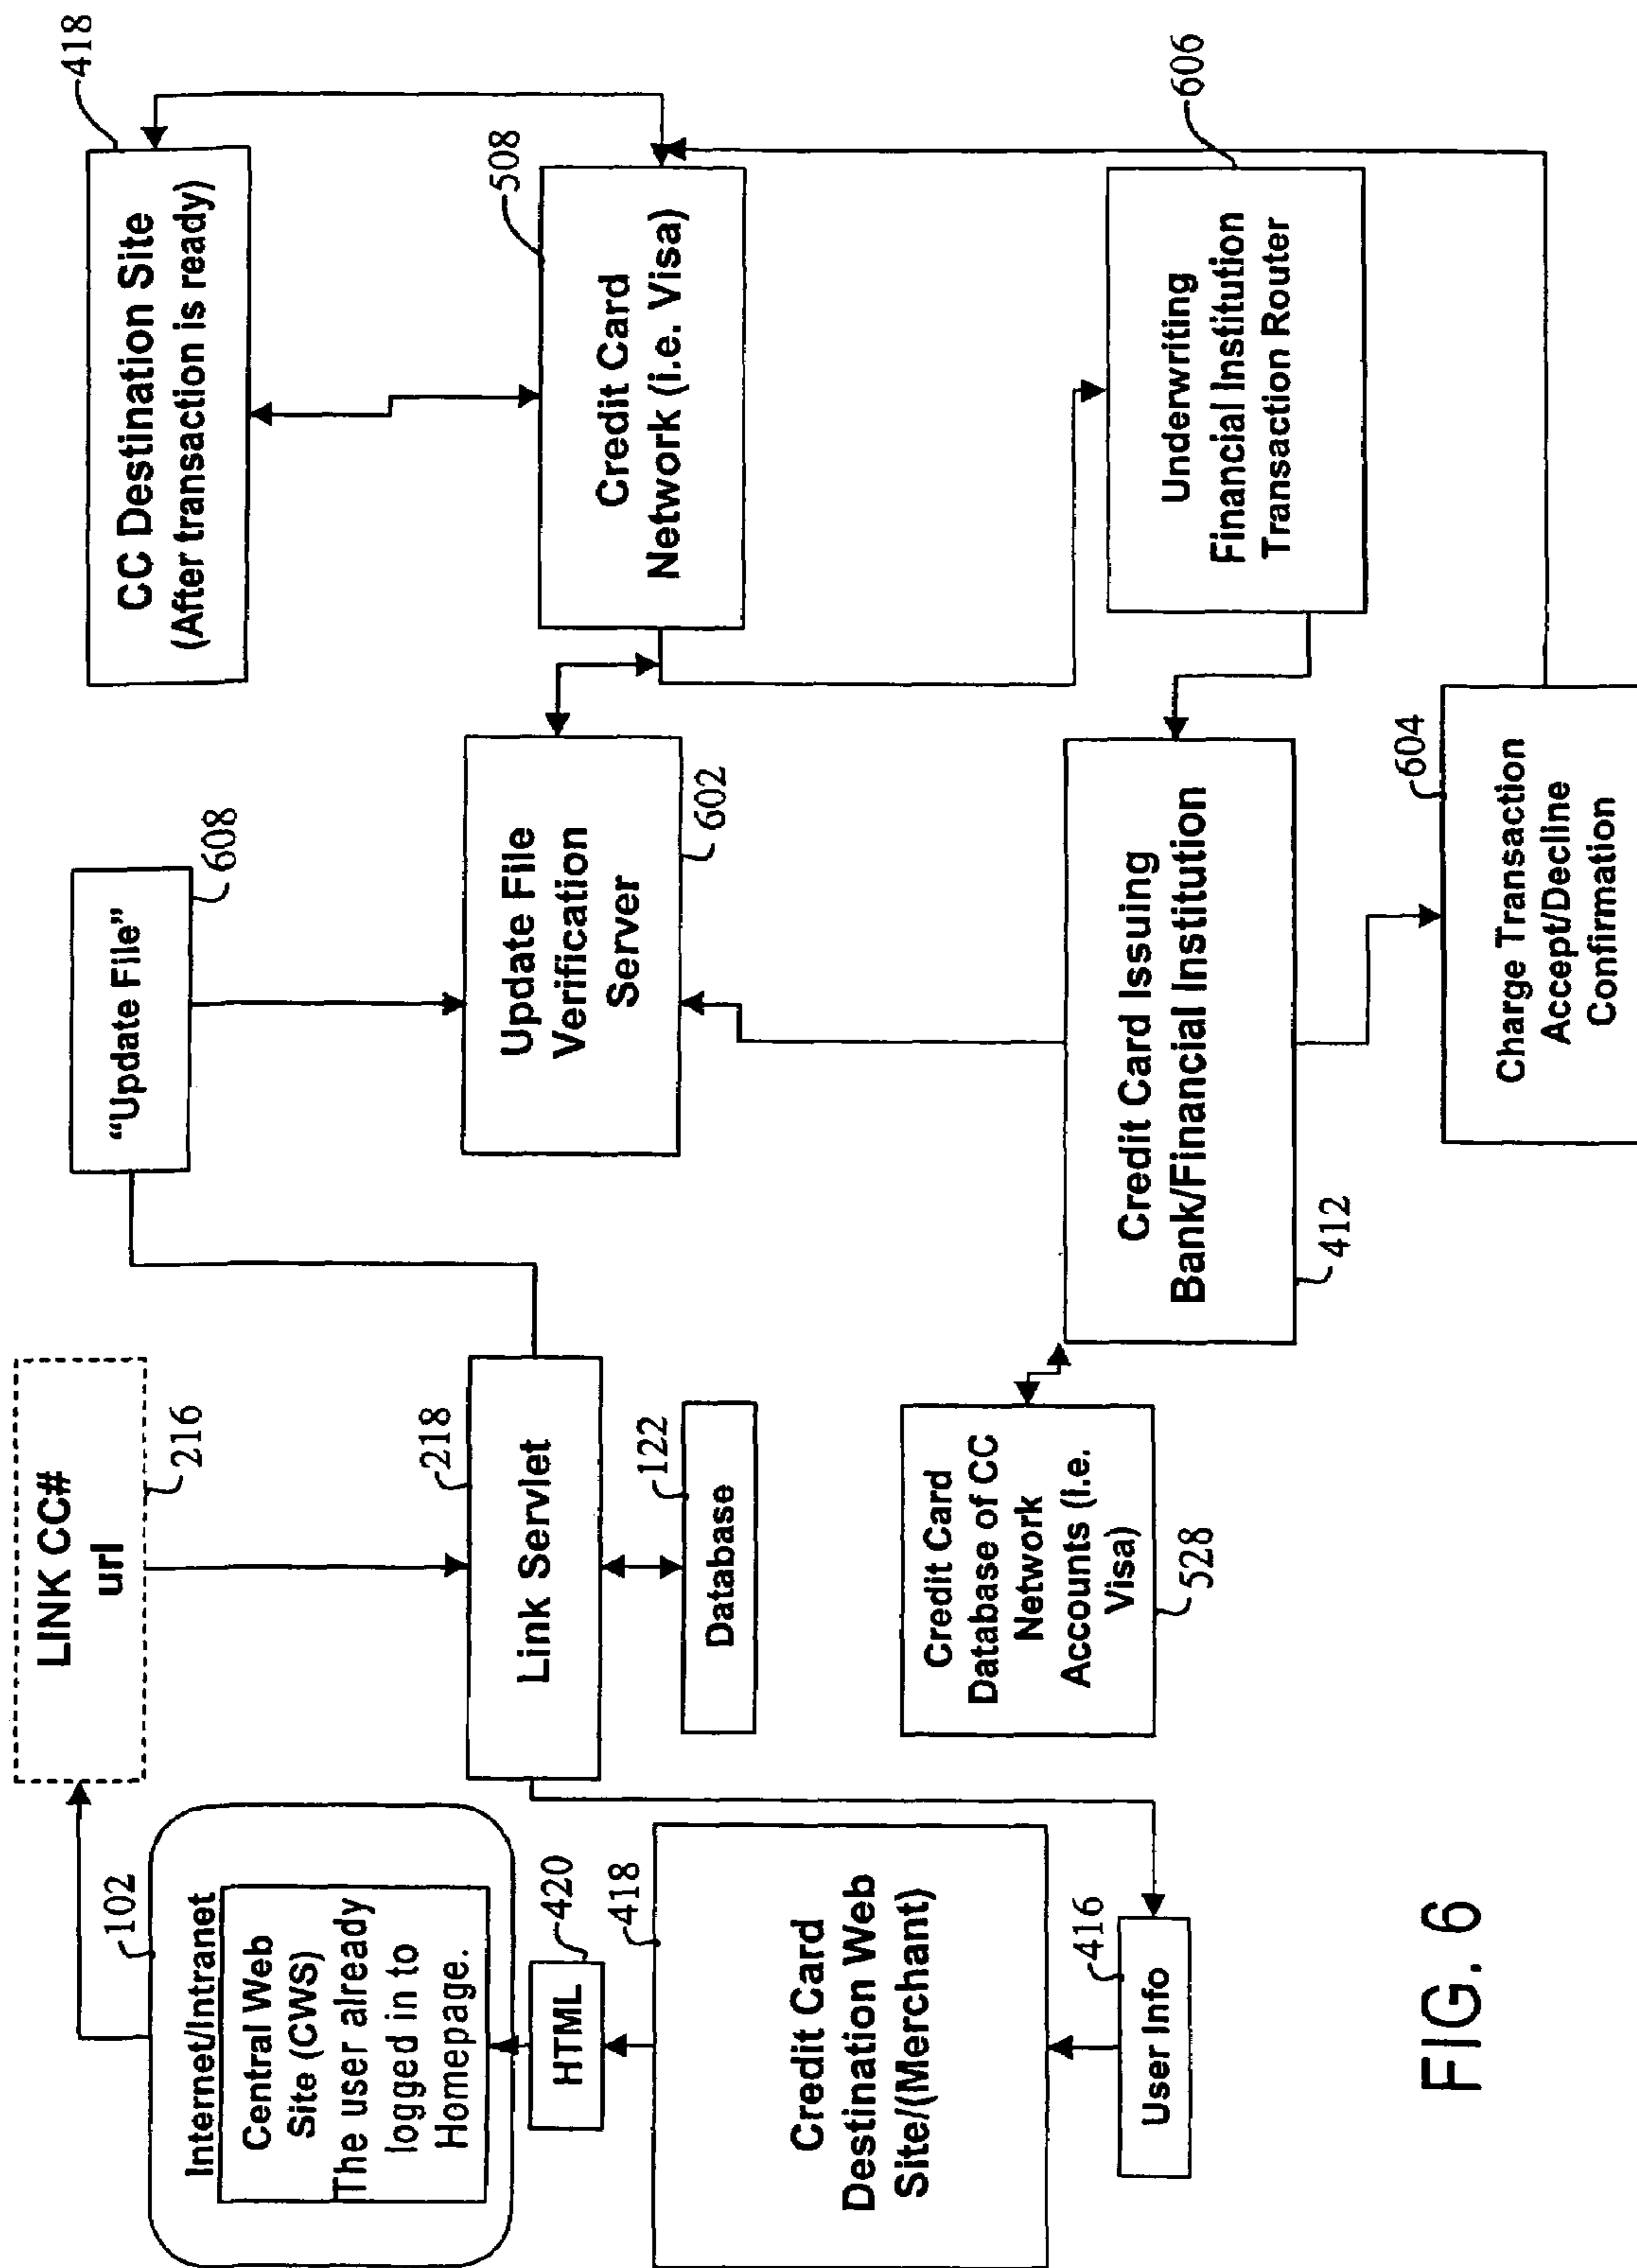 Internet/Intranet
Central Web
Site (CWS)
The user already
logged in to
Homepage.
102
LINK CC#
url
216
"Update File"
608
CC Destination Site
(After transaction is ready)
418
HTML
420
Link Servlet
218
Update File
Verification
Server
602
Credit Card
Network (i.e. Visa)
508
Database
122
Credit Card
Destination Web
Site/(Merchant)
418
Credit Card
Database of CC
Network
Accounts (i.e.
Visa)
528
Credit Card Issuing
Bank/Financial Institution
412
Underwriting
Financial Institution
Transaction Router
606
User Info
416
Charge Transaction
Accept/Decline
Confirmation
604
FIG. 6